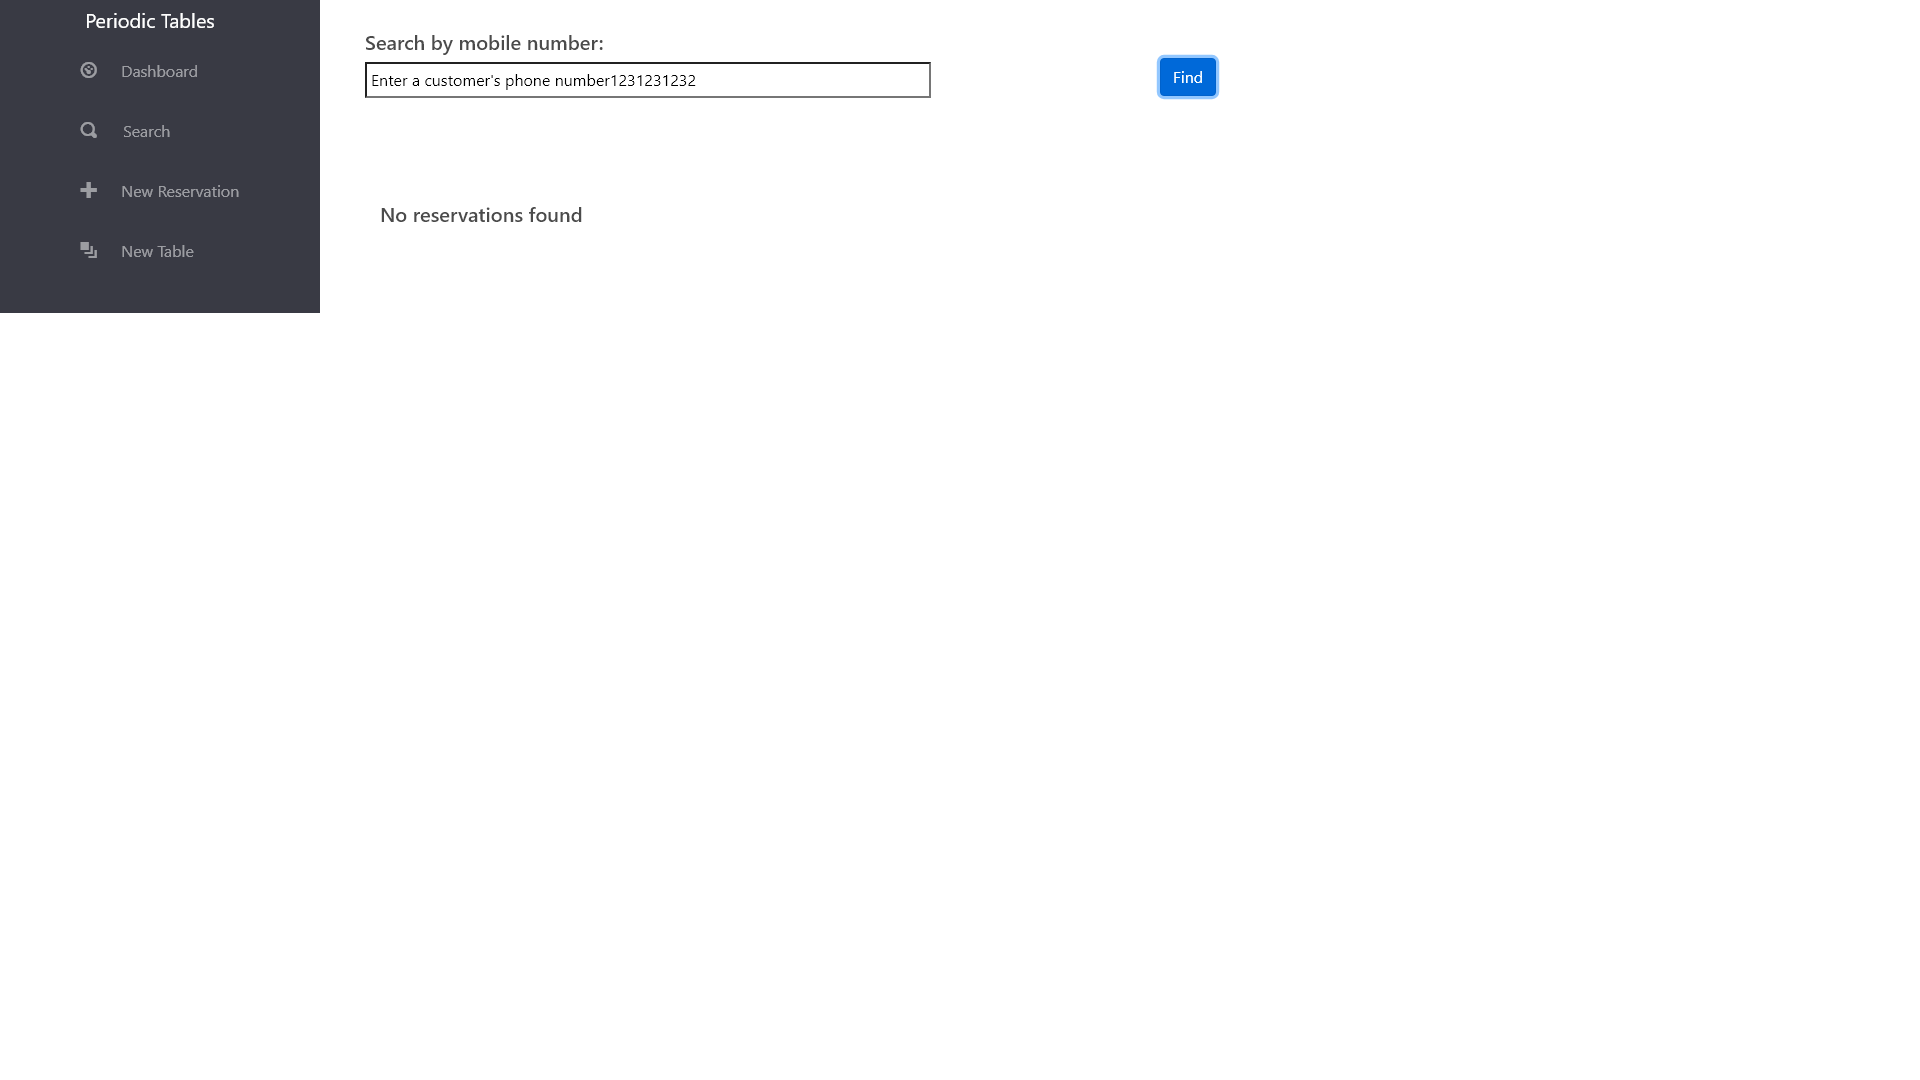 Periodic Tables
Dashboard
Search
New Reservation
New Table
Search by mobile number:
Enter a customer's phone number1231231232
Find
No reservations found